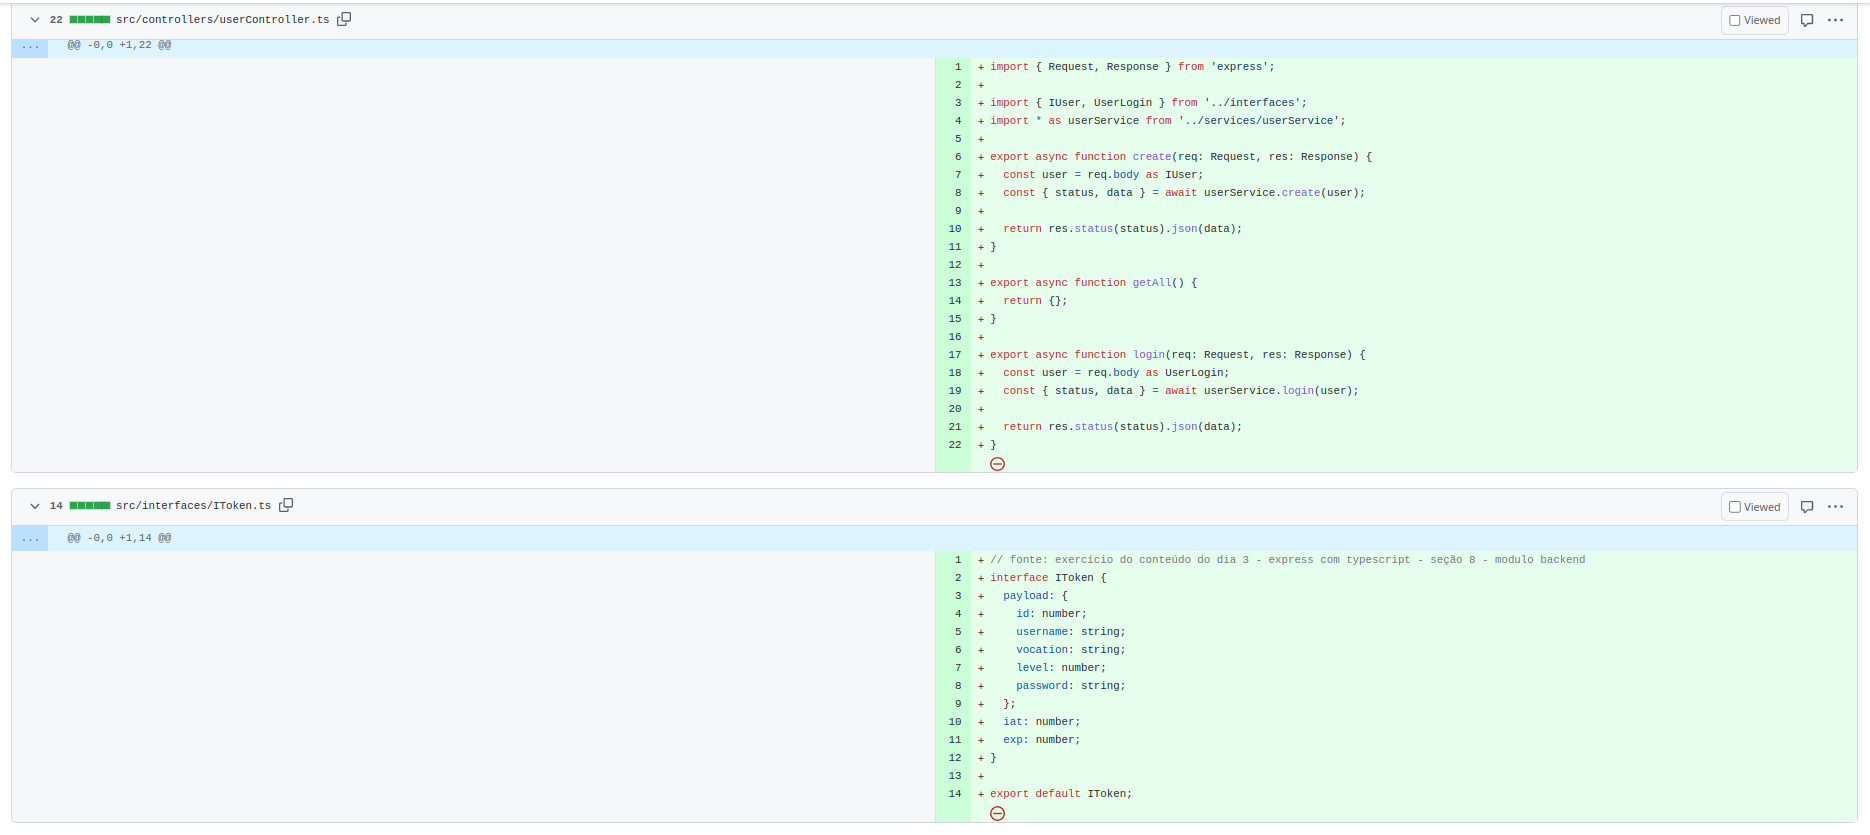 22 src/controllers/userController.ts Viewed
... @@ -0,0 +1,22 @@
1 + import { Request, Response } from 'express';
2 +
3 + import { IUser, UserLogin } from '../interfaces';
4 + import * as userService from '../services/userService';
5 +
6 + export async function create(req: Request, res: Response) {
7 +   const user = req.body as IUser;
8 +   const { status, data } = await userService.create(user);
9 +
10 +   return res.status(status).json(data);
11 + }
12 +
13 + export async function getAll() {
14 +   return {};
15 + }
16 +
17 + export async function login(req: Request, res: Response) {
18 +   const user = req.body as UserLogin;
19 +   const { status, data } = await userService.login(user);
20 +
21 +   return res.status(status).json(data);
22 + }
14 src/interfaces/IToken.ts Viewed
... @@ -0,0 +1,14 @@
1 + // fonte: exercício do conteúdo do dia 3 - express com typescript - seção 8 - modulo backend
2 + interface IToken {
3 +   payload: {
4 +     id: number;
5 +     username: string;
6 +     vocation: string;
7 +     level: number;
8 +     password: string;
9 +   };
10 +   iat: number;
11 +   exp: number;
12 + }
13 +
14 + export default IToken;